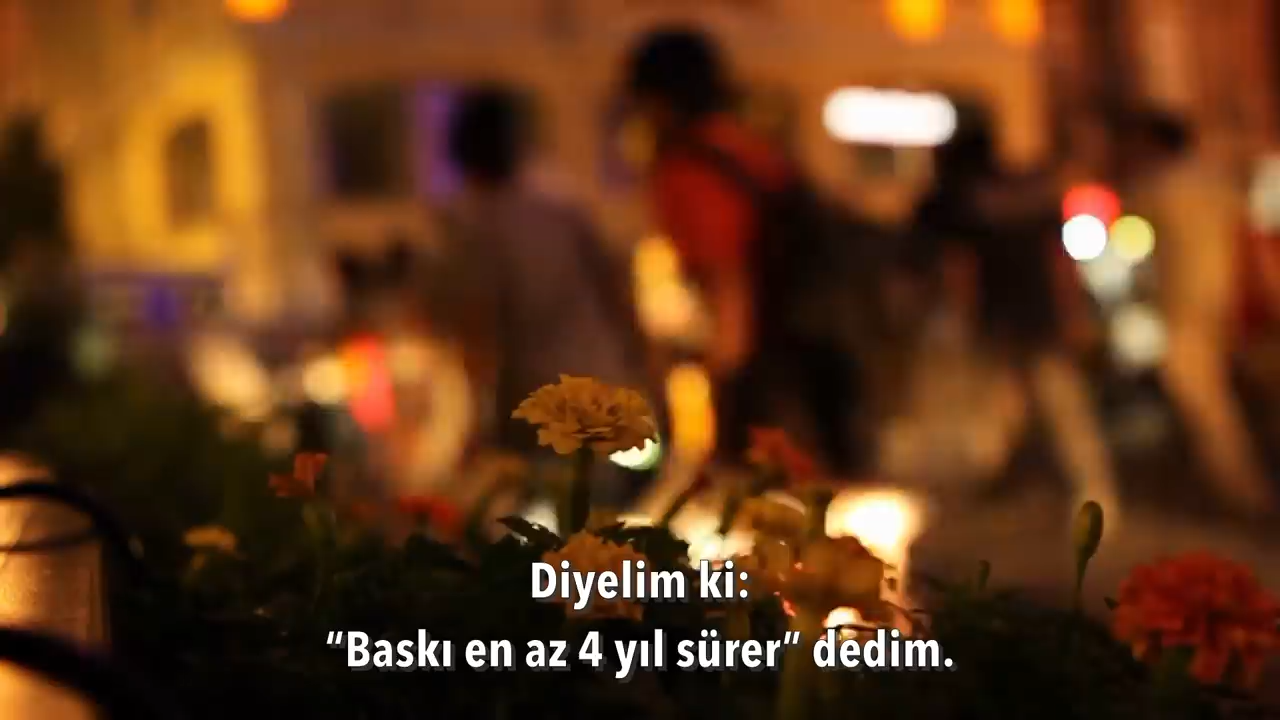 Diyelim ki:
“Baskı en az 4 yıl sürer” dedim.